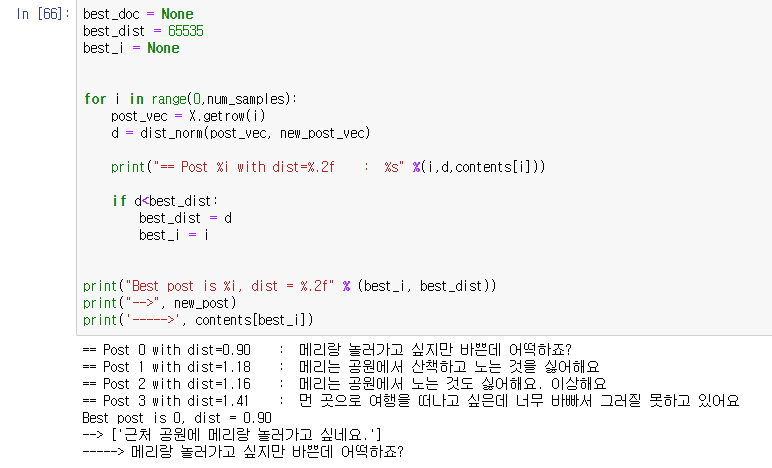 In [66]:
best_doc = None
best_dist = 65535
best_i = None
for i in range(0,num_samples):
    post_vec = X.getrow(i)
    d = dist_norm(post_vec, new_post_vec)
    print("== Post %i with dist=%.2f    :  %s" %(i,d,contents[i]))
    if d<best_dist:
        best_dist = d
        best_i = i
print("Best post is %i, dist = %.2f" % (best_i, best_dist))
print("-->", new_post)
print('----->', contents[best_i])
== Post 0 with dist=0.90    :  메리랑 놀러가고 싶지만 바쁜데 어떡하죠?
== Post 1 with dist=1.18    :  메리는 공원에서 산책하고 노는 것을 싫어해요
== Post 2 with dist=1.16    :  메리는 공원에서 노는 것도 싫어해요. 이상해요
== Post 3 with dist=1.41    :  먼 곳으로 여행을 떠나고 싶은데 너무 바빠서 그러질 못하고 있어요
Best post is 0, dist = 0.90
--> ['근처 공원에 메리랑 놀러가고 싶네요.']
-----> 메리랑 놀러가고 싶지만 바쁜데 어떡하죠?